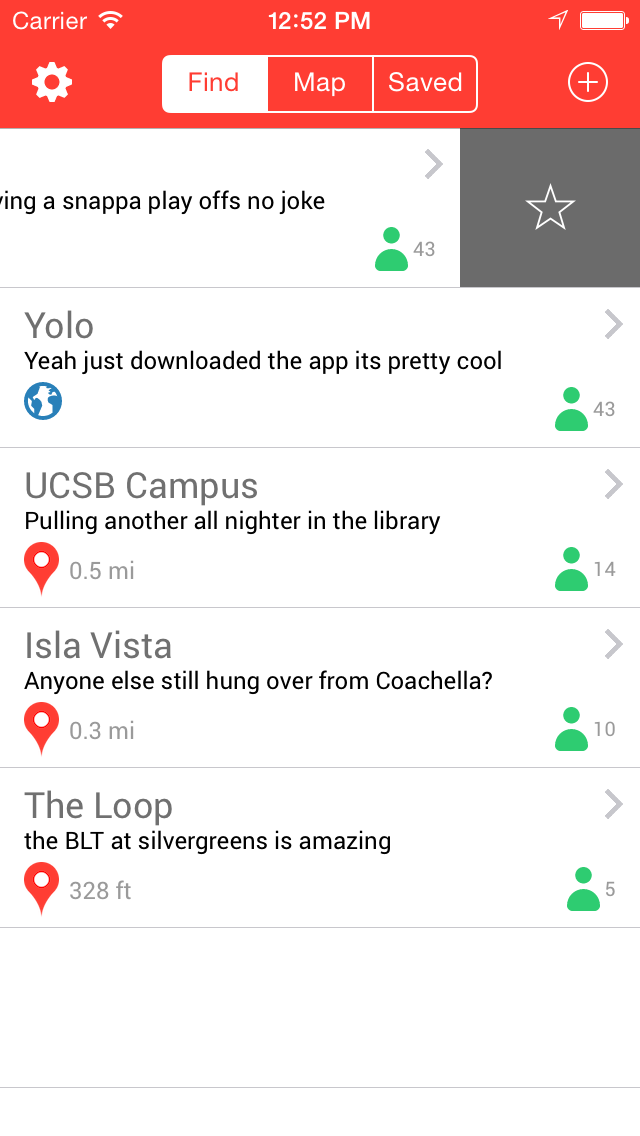 Carrier 12:52 PM
Find Map Saved
a snappa play offs no joke
43
Yolo
Yeah just downloaded the app its pretty cool
43
UCSB Campus
Pulling another all nighter in the library
0.5 mi 14
Isla Vista
Anyone else still hung over from Coachella?
0.3 mi 10
The Loop
the BLT at silvergreens is amazing
328 ft 5